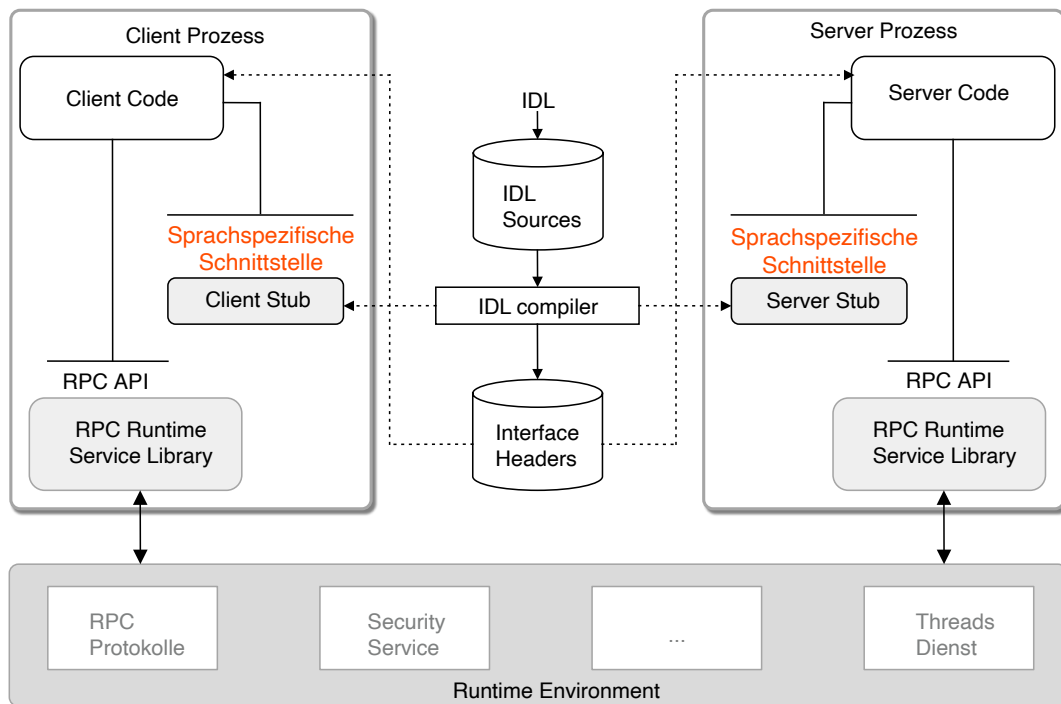 Client Prozess
Client Code
Sprachspezifische
Schnittstelle
Client Stub
RPC API
RPC Runtime
Service Library
IDL
IDL
Sources
IDL compiler
Interface
Headers
Server Prozess
Server Code
Sprachspezifische
Schnittstelle
Server Stub
RPC API
RPC Runtime
Service Library
RPC
Protokolle
Security
Service
...
Threads
Dienst
Runtime Environment